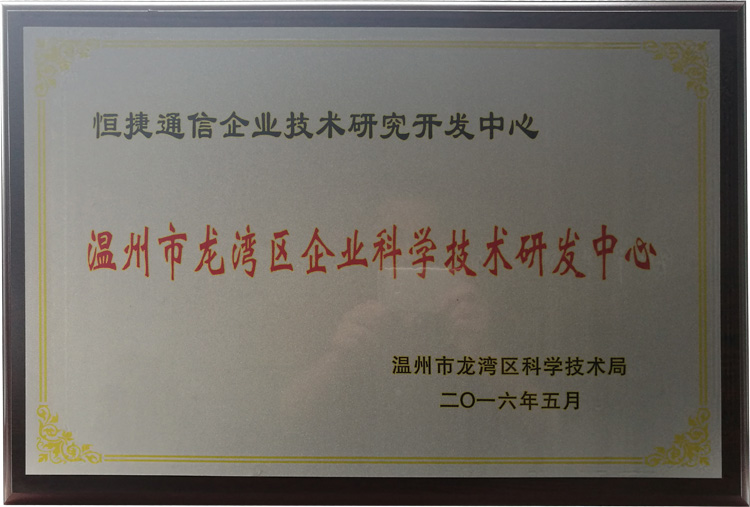 恒捷通信企业技术研究开发中心
温州市龙湾区企业科学技术研发中心
温州市龙湾区科学技术局
二〇一六年五月